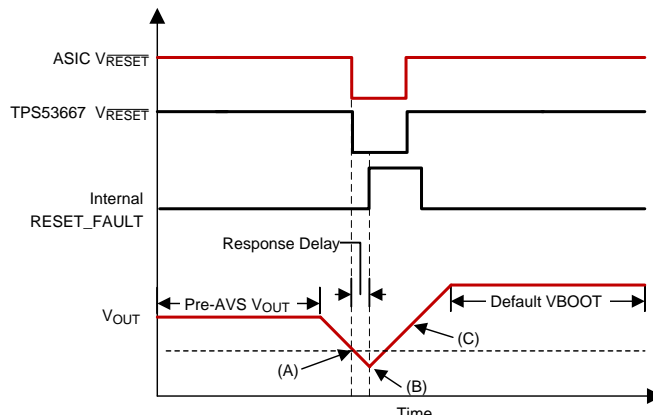 ASIC VRESET
TPS53667 VRESET
Internal
RESET_FAULT
Response Delay
Pre-AVS VOUT
Default VBOOT
VOUT
(C)
(A)
(B)
Time